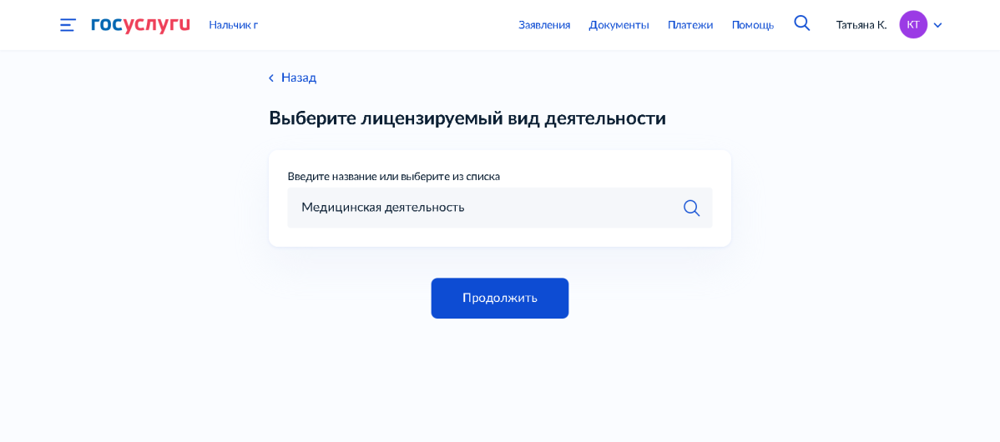 госуслуги Нальчик г Заявления Документы Платежи Помощь Татьяна К. КТ
Назад
Выберите лицензируемый вид деятельности
Введите название или выберите из списка
Медицинская деятельность
Продолжить